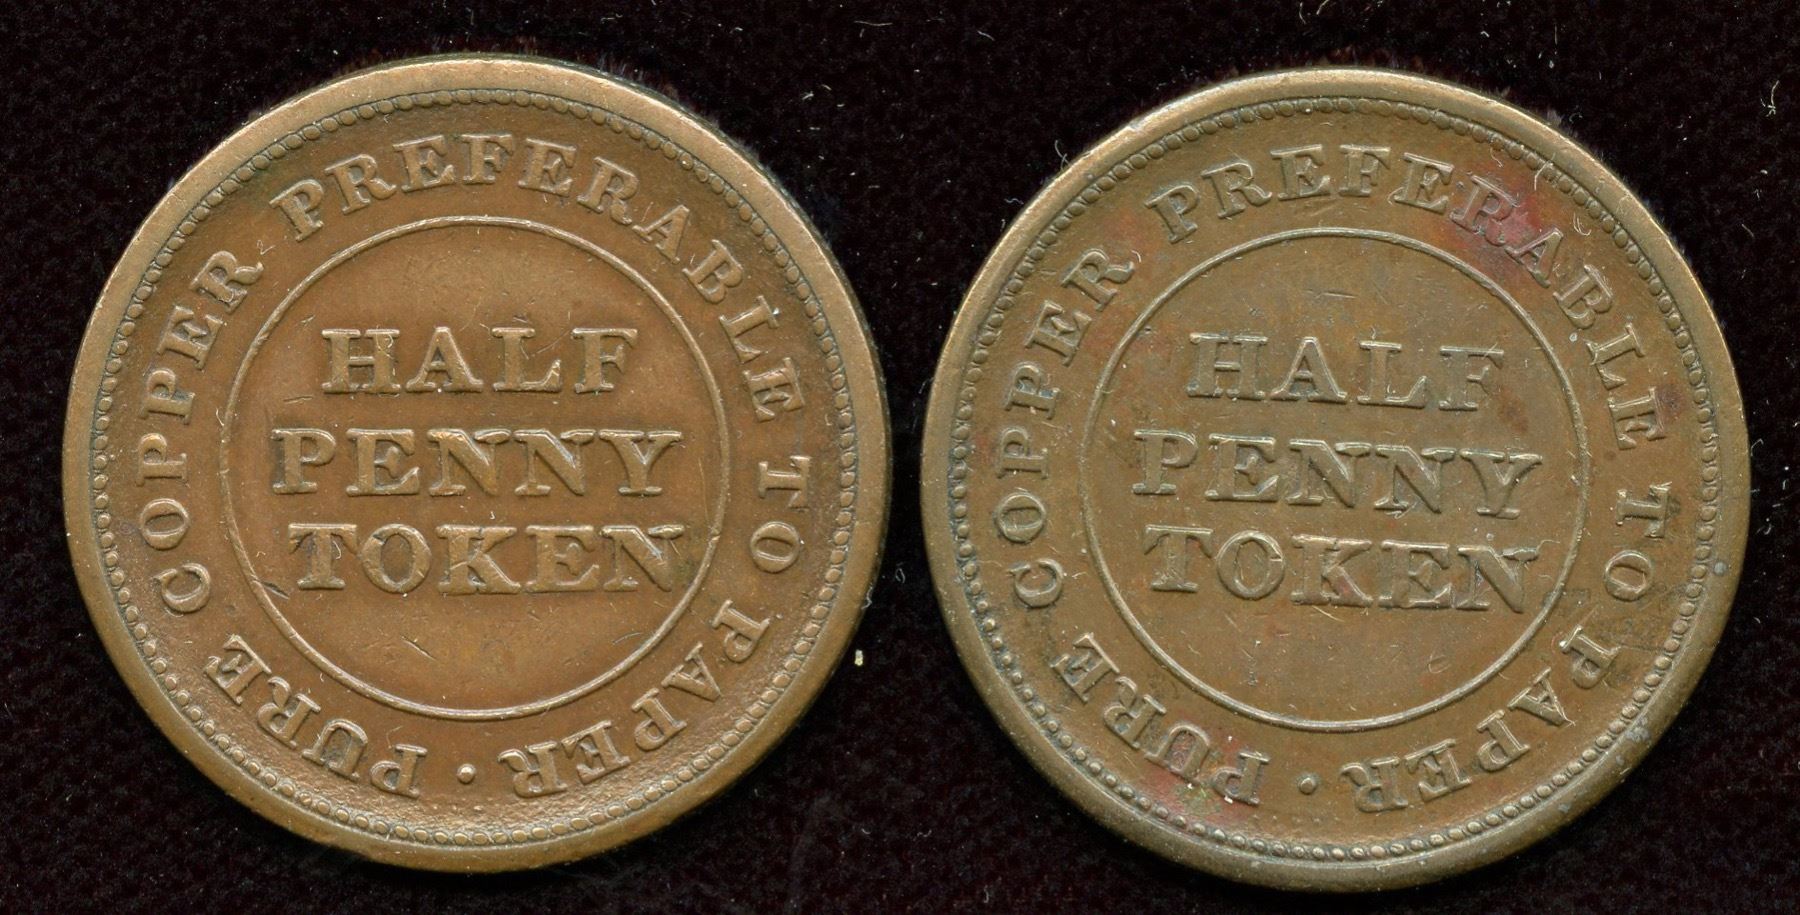 PURE COPPER PREFERABLE TO PAPER ·
HALF
PENNY
TOKEN
PURE COPPER PREFERABLE TO PAPER ·
HALF
PENNY
TOKEN